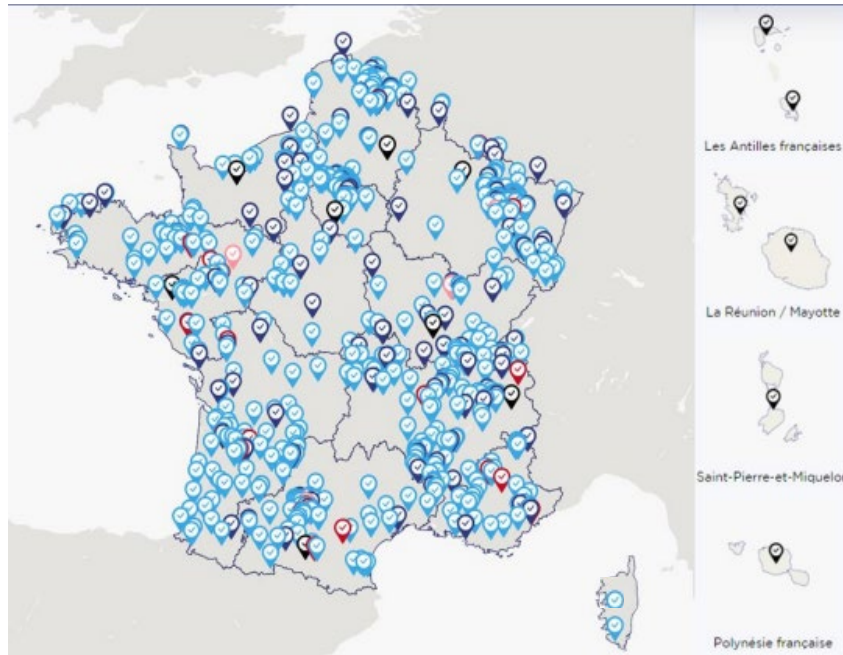 Les Antilles françaises
La Réunion / Mayotte
Saint-Pierre-et-Miquelon
Polynésie française